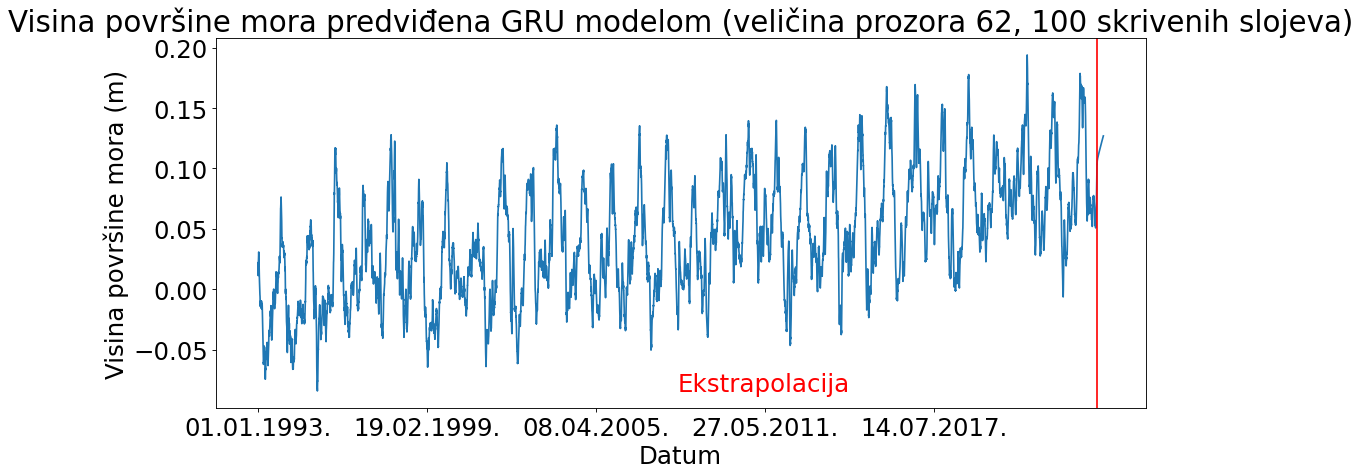 Visina površine mora predviđena GRU modelom (veličina prozora 62, 100 skrivenih slojeva)
Visina površine mora (m)
0.20
0.15
0.10
0.05
0.00
−0.05
Ekstrapolacija
01.01.1993. 19.02.1999. 08.04.2005. 27.05.2011. 14.07.2017.
Datum